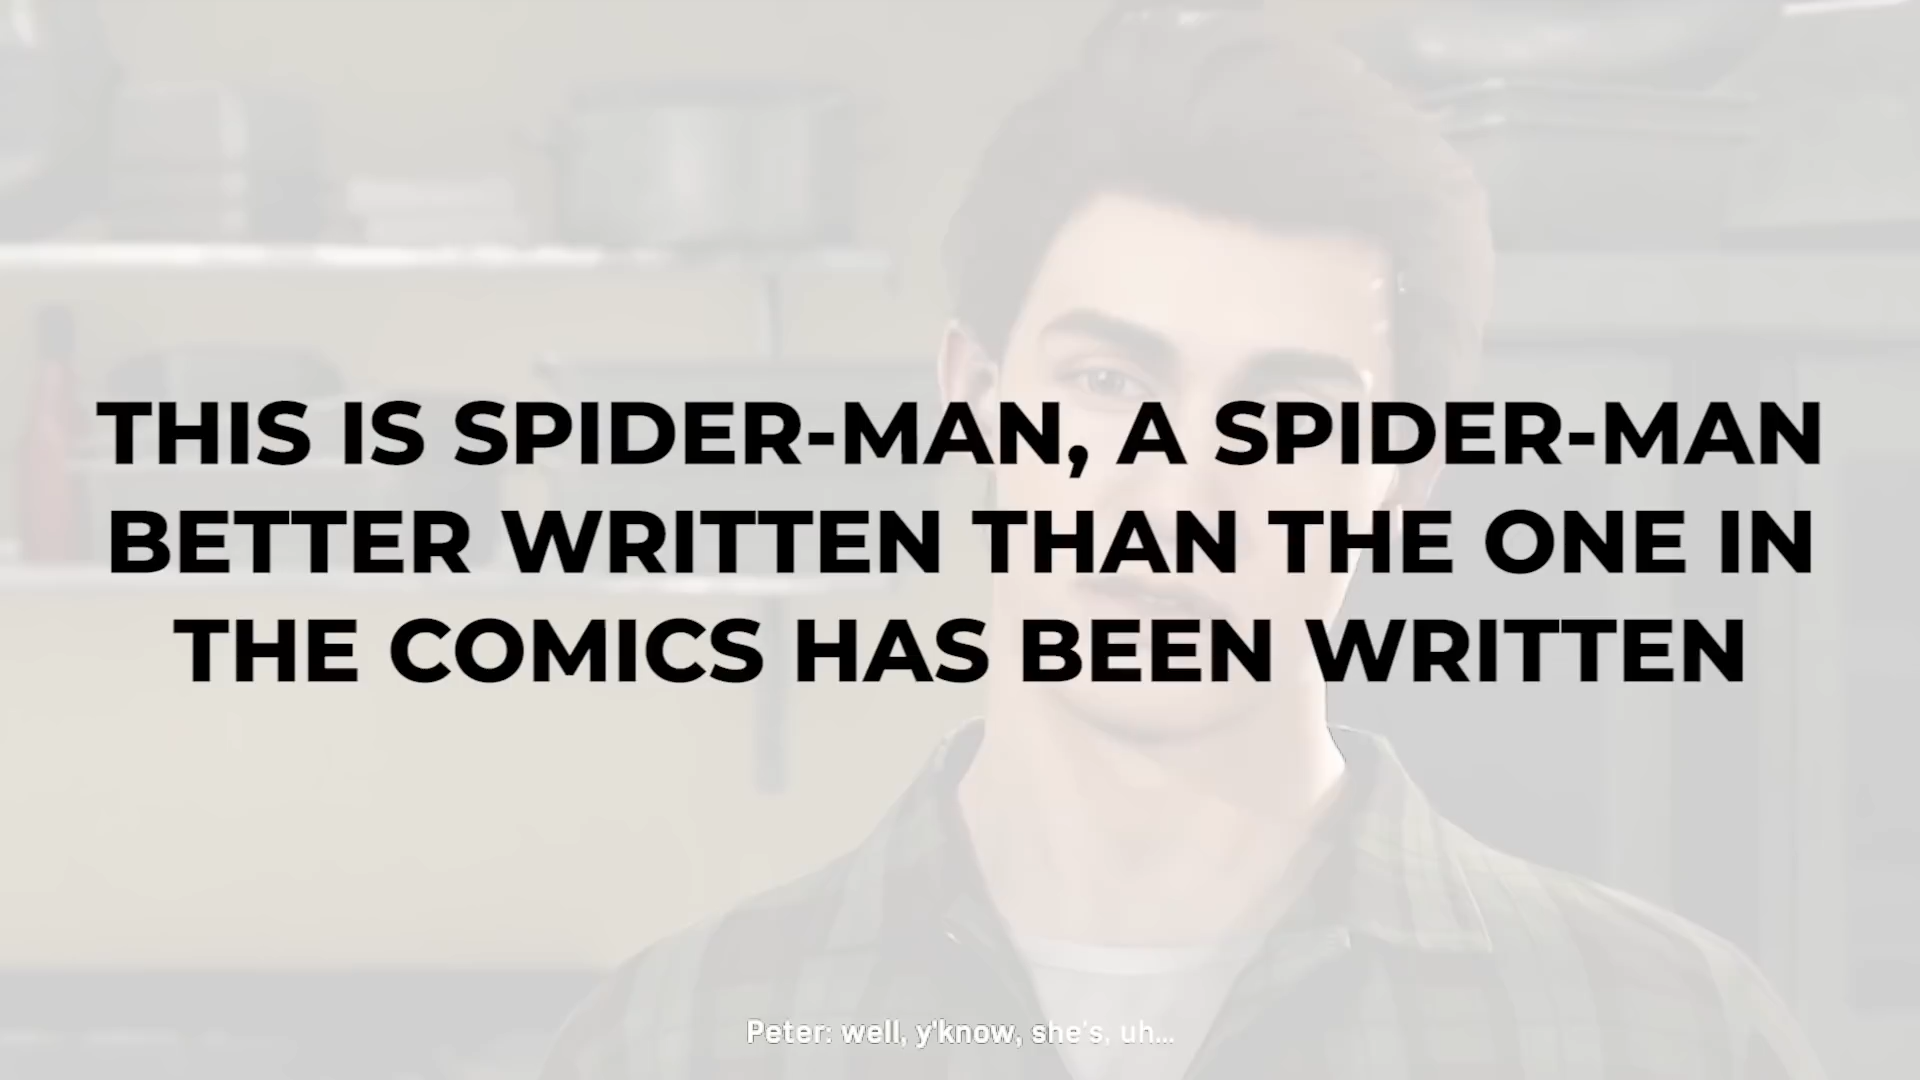 THIS IS SPIDER-MAN, A SPIDER-MAN
BETTER WRITTEN THAN THE ONE IN
THE COMICS HAS BEEN WRITTEN
Peter: well, y'know, she's, uh...